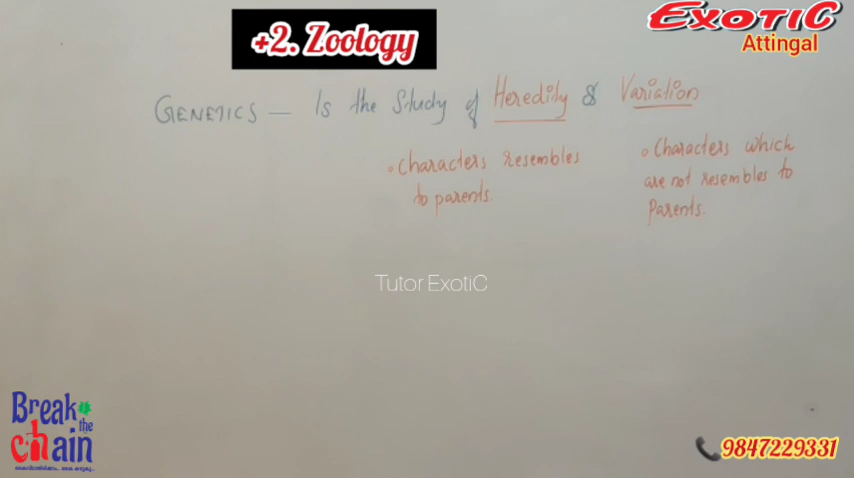 +2. Zoology
EXOTIC
Attingal
GENETICS — Is the Study of Heredity & Variation
• Characters resembles
to parents.
• Characters which
are not resembles to
Parents.
Tutor ExotiC
Break
the
chain
9847229331